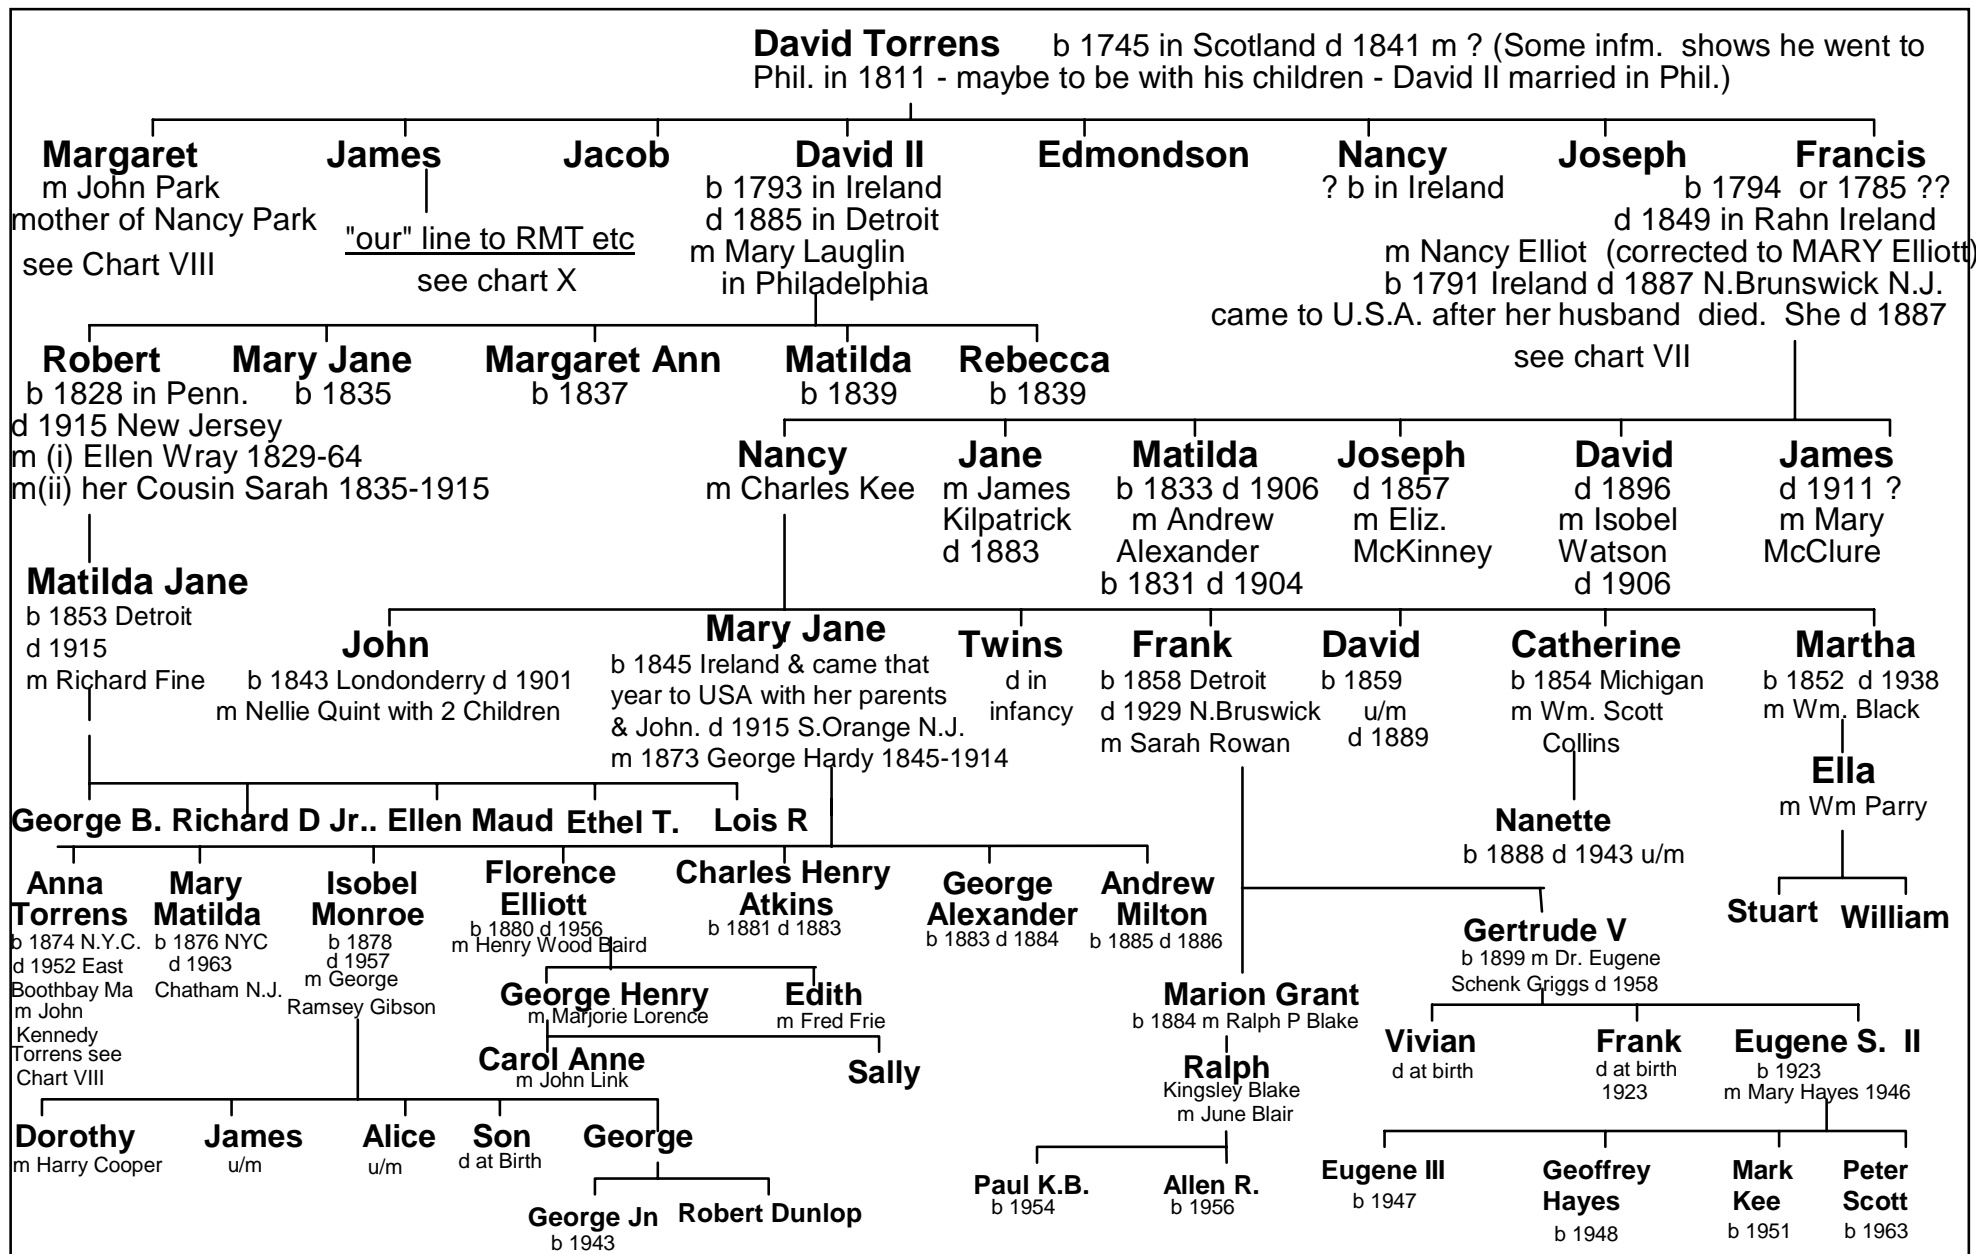 David Torrens b 1745 in Scotland d 1841 m ? (Some infm. shows he went to
Phil. in 1811 - maybe to be with his children - David II married in Phil.)
Margaret
m John Park
mother of Nancy Park
see Chart VIII
James
"our" line to RMT etc
see chart X
Jacob
David II
b 1793 in Ireland
d 1885 in Detroit
m Mary Lauglin
in Philadelphia
Edmondson
Nancy
? b in Ireland
Joseph
Francis
b 1794 or 1785 ??
d 1849 in Rahn Ireland
m Nancy Elliot (corrected to MARY Elliott)
b 1791 Ireland d 1887 N.Brunswick N.J.
came to U.S.A. after her husband died. She d 1887
see chart VII
Robert
b 1828 in Penn.
d 1915 New Jersey
m (i) Ellen Wray 1829-64
m(ii) her Cousin Sarah 1835-1915
Mary Jane
b 1835
Margaret Ann
b 1837
Matilda
b 1839
Rebecca
b 1839
Nancy
m Charles Kee
Jane
m James
Kilpatrick
d 1883
Matilda
b 1833 d 1906
m Andrew
Alexander
b 1831 d 1904
Joseph
d 1857
m Eliz.
McKinney
David
d 1896
m Isobel
Watson
d 1906
James
d 1911 ?
m Mary
McClure
Matilda Jane
b 1853 Detroit
d 1915
m Richard Fine
John
b 1843 Londonderry d 1901
m Nellie Quint with 2 Children
Mary Jane
b 1845 Ireland & came that
year to USA with her parents
& John. d 1915 S.Orange N.J.
m 1873 George Hardy 1845-1914
Twins
d in
infancy
Frank
b 1858 Detroit
d 1929 N.Bruswick
m Sarah Rowan
David
b 1859
u/m
d 1889
Catherine
b 1854 Michigan
m Wm. Scott
Collins
Martha
b 1852 d 1938
m Wm. Black
Ella
m Wm Parry
George B. Richard D Jr.. Ellen Maud Ethel T. Lois R
Nanette
b 1888 d 1943 u/m
Stuart
William
Anna
Torrens
b 1874 N.Y.C.
d 1952 East
Boothbay Ma
m John
Kennedy
Torrens see
Chart VIII
Mary
Matilda
b 1876 NYC
d 1963
Chatham N.J.
Isobel
Monroe
b 1878
d 1957
m George
Ramsey Gibson
Florence
Elliott
b 1880 d 1956
m Henry Wood Baird
Charles Henry
Atkins
b 1881 d 1883
George
Alexander
b 1883 d 1884
Andrew
Milton
b 1885 d 1886
Gertrude V
b 1899 m Dr. Eugene
Schenk Griggs d 1958
George Henry
m Marjorie Lorence
Edith
m Fred Frie
Marion Grant
b 1884 m Ralph P Blake
Carol Anne
m John Link
Sally
Ralph
Kingsley Blake
m June Blair
Vivian
d at birth
Frank
d at birth
1923
Eugene S. II
b 1923
m Mary Hayes 1946
Dorothy
m Harry Cooper
James
u/m
Alice
u/m
Son
d at Birth
George
George Jn
b 1943
Robert Dunlop
Paul K.B.
b 1954
Allen R.
b 1956
Eugene III
b 1947
Geoffrey
Hayes
b 1948
Mark
Kee
b 1951
Peter
Scott
b 1963